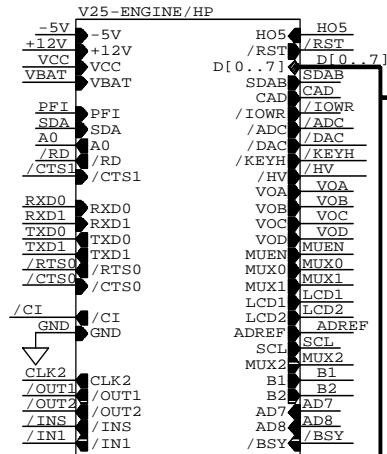 V25-ENGINE/HP
-5V -5V HO5 HO5
+12V +12V /RST /RST
VCC VCC D[0..7] D[0..7]
VBAT VBAT SDAB SDAB
CAD CAD
PFI PFI /IOWR /IOWR
SDA SDA /ADC /ADC
A0 A0 /DAC /DAC
/RD /RD /KEYH /KEYH
/CTS1 /CTS1 /HV /HV
VOA VOA
RXD0 RXD0 VOB VOB
RXD1 RXD1 VOC VOC
TXD0 TXD0 VOD VOD
TXD1 TXD1 MUEN MUEN
/RTS0 /RTS0 MUX0 MUX0
/CTS0 /CTS0 MUX1 MUX1
LCD1 LCD1
/CI /CI LCD2 LCD2
GND GND ADREF ADREF
SCL SCL
MUX2 MUX2
CLK2 CLK2 B1 B1
/OUT1 /OUT1 B2 B2
/OUT2 /OUT2 AD7 AD7
/INS /INS AD8 AD8
/IN1 /IN1 /BSY /BSY